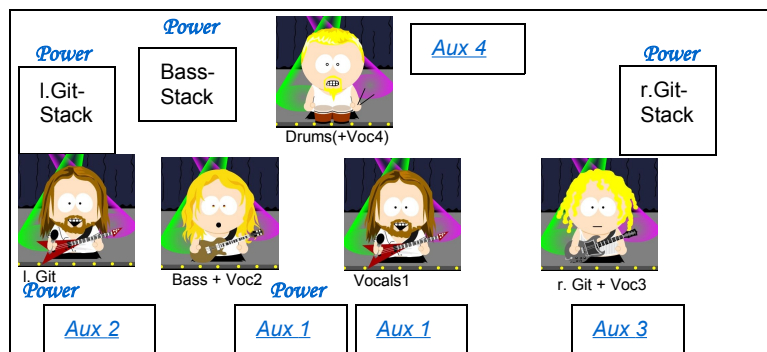 Power
Aux 4
Power
Power
Bass-
Stack
l.Git-
Stack
r.Git-
Stack
Drums(+Voc4)
l. Git
Bass + Voc2
Vocals1
r. Git + Voc3
Power
Power
Aux 2
Aux 1
Aux 1
Aux 3